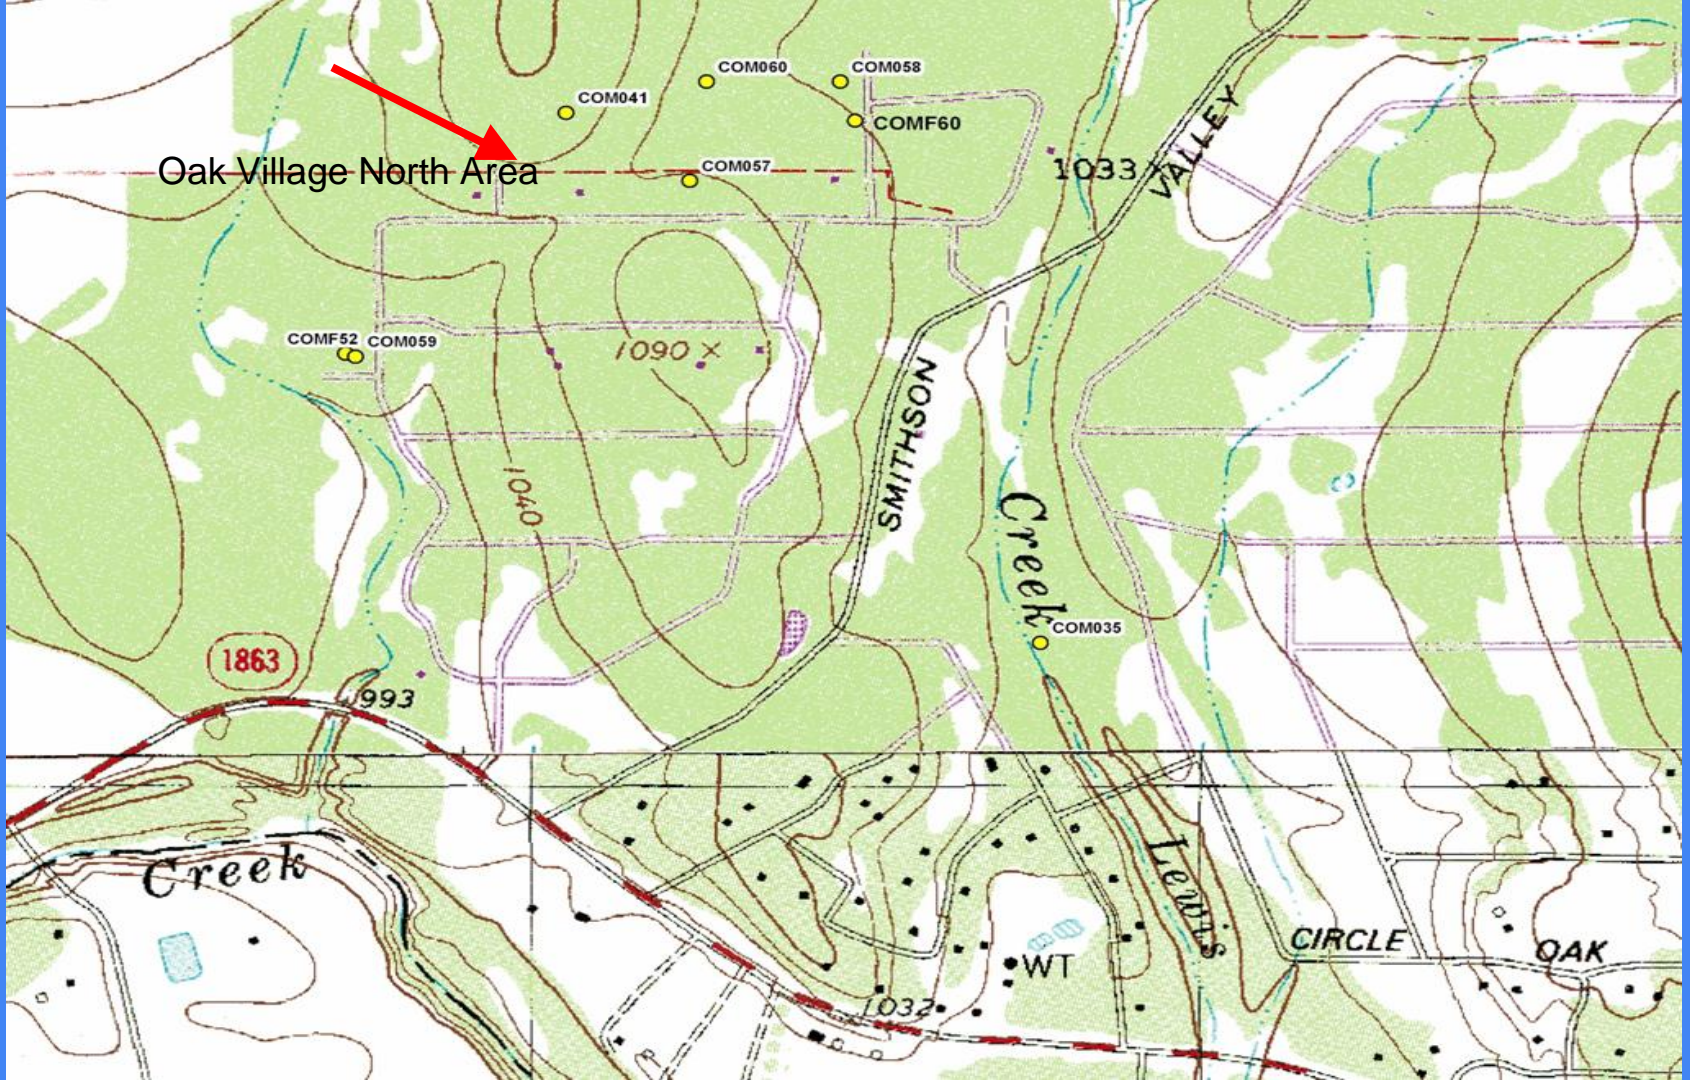 COM060
COM058
COM041
COMF60
1033
VALLEY
COM057
Oak Village North Area
COMF52
COM059
1090
SMITHSON
1040
Creek
COM035
1863
993
Creek
Lewis
CIRCLE
OAK
WT
1032